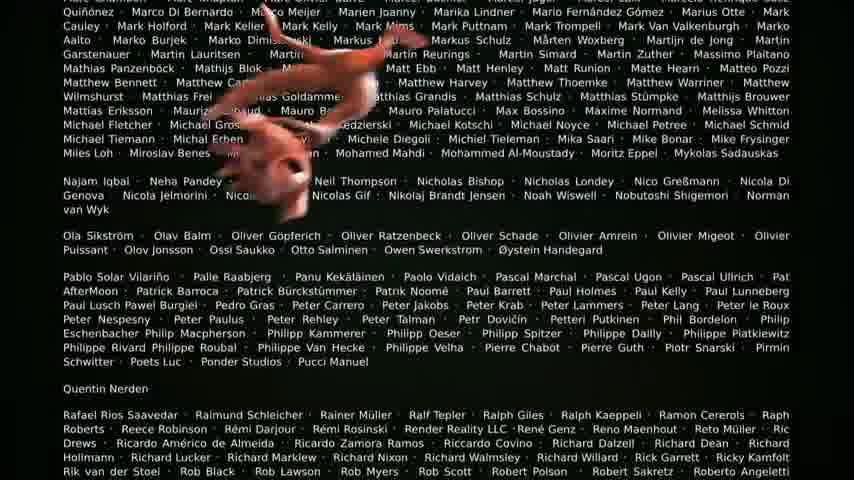 Quiñónez · Marco Di Bernardo · Marco Meijer · Marien Joanny · Marika Lindner · Mario Fernández Gómez · Marius Otte · Mark
Cauley · Mark Holford · Mark Keller · Mark Kelly · Mark Mims · Mark Puttnam · Mark Trompell · Mark Van Valkenburgh · Marko
Aalto · Marko Burjek · Marko · Markus Schulz · Mårten Woxberg · Martijn de Jong · Martin
Garstenauer · Martin Lauritsen · Martin · Martin Reurings · Martin Simard · Martin Zuther · Massimo Plaitano
Mathias Panzenböck · Mathijs Blok · Matt Ebb · Matt Henley · Matt Runion · Matte Hearn · Matteo Pozzi
Matthew Bennett · Matthew · Matthew Harvey · Matthew Thoemke · Matthew Warriner · Matthew
Wilmshurst · Matthias · Goldammer · Matthias Grandis · Matthias Schulz · Matthias Stümpke · Matthijs Brouwer
Mattias Eriksson · Mauro Palatucci · Max Bossino · Maxime Normand · Melissa Whitton
Michael Fletcher · Michael · Michael Kotschi · Michael Noyce · Michael Petree · Michael Schmid
Michael Tiemann · Michal Erben · Michele Diegoli · Michiel Tieleman · Mika Saari · Mike Bonar · Mike Frysinger
Miles Loh · Miroslav Benes · Mohamed Mahdi · Mohammed Al-Moustady · Moritz Eppel · Mykolas Sadauskas
Najam Iqbal · Neha Pandey · Neil Thompson · Nicholas Bishop · Nicholas Londey · Nico Greßmann · Nicola Di
Genova · Nicola Jelmorini · Nicolas Gif · Nikolaj Brandt Jensen · Noah Wiswell · Nobutoshi Shigemori · Norman
van Wyk
Ola Sikström · Olav Balm · Oliver Göpferich · Oliver Ratzenbeck · Oliver Schade · Olivier Amrein · Olivier Migeot · Olivier
Puissant · Olov Jonsson · Ossi Saukko · Otto Salminen · Owen Swerkstrom · Øystein Handegard
Pablo Solar Vilariño · Palle Raabjerg · Panu Kekäläinen · Paolo Vidaich · Pascal Marchal · Pascal Ugon · Pascal Ullrich · Pat
AfterMoon · Patrick Barroca · Patrick Bürckstümmer · Patrik Noomé · Paul Barrett · Paul Holmes · Paul Kelly · Paul Lunneberg
Paul Lusch Pawel Burgiel · Pedro Gras · Peter Carrero · Peter Jakobs · Peter Krab · Peter Lammers · Peter Lang · Peter le Roux
Peter Nespesny · Peter Paulus · Peter Rehley · Peter Talman · Petr Dovičín · Petteri Putkinen · Phil Bordelon · Philip
Eschenbacher Philip Macpherson · Philipp Kammerer · Philipp Oeser · Philipp Spitzer · Philippe Dailly · Philippe Platkiewitz
Philippe Rivard Philippe Roubal · Philippe Van Hecke · Philippe Velha · Pierre Chabot · Pierre Guth · Piotr Snarski · Pirmin
Schwitter · Poets Luc · Ponder Studios · Pucci Manuel
Quentin Nerden
Rafael Rios Saavedar · Raimund Schleicher · Rainer Müller · Ralf Tepler · Ralph Giles · Ralph Kaeppeli · Ramon Cererols · Raph
Roberts · Reece Robinson · Rémi Darjour · Rémi Rosinski · Render Reality LLC · René Genz · Reno Maenhout · Reto Müller · Ric
Drews · Ricardo Américo de Almeida · Ricardo Zamora Ramos · Riccardo Covino · Richard Dalzell · Richard Dean · Richard
Hollmann · Richard Lucker · Richard Marklew · Richard Nixon · Richard Walmsley · Richard Willard · Rick Garrett · Ricky Kamfolt
Rik van der Stoel · Rob Black · Rob Lawson · Rob Myers · Rob Scott · Robert Polson · Robert Sakretz · Roberto Angeletti